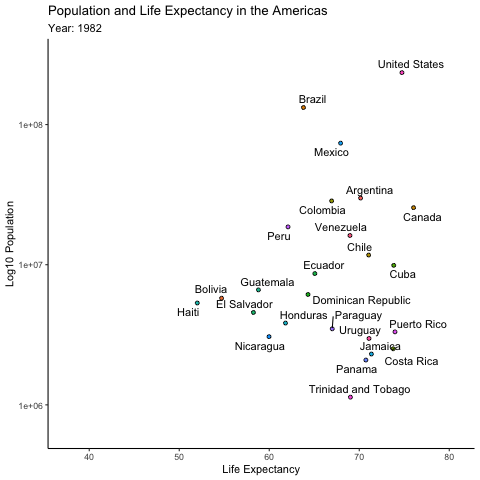 Population and Life Expectancy in the Americas
Year: 1982
United States
Brazil
1e+08
Mexico
Argentina
Colombia
Canada
Venezuela
Peru
Chile
Log10 Population
1e+07
Ecuador
Cuba
Guatemala
Bolivia
El Salvador
Dominican Republic
Haiti
Honduras
Paraguay
Puerto Rico
Uruguay
Nicaragua
Jamaica
Costa Rica
Panama
Trinidad and Tobago
1e+06
40 50 60 70 80
Life Expectancy